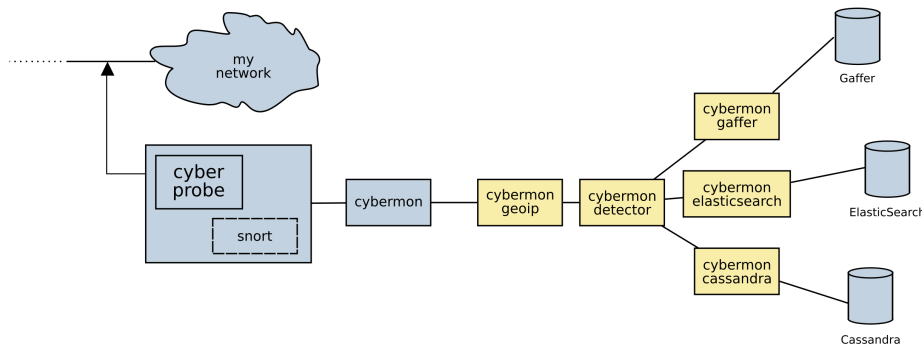 my
network
cyber
probe
snort
cybermon
cybermon
geoip
cybermon
detector
cybermon
gaffer
cybermon
elasticsearch
cybermon
cassandra
Gaffer
ElasticSearch
Cassandra